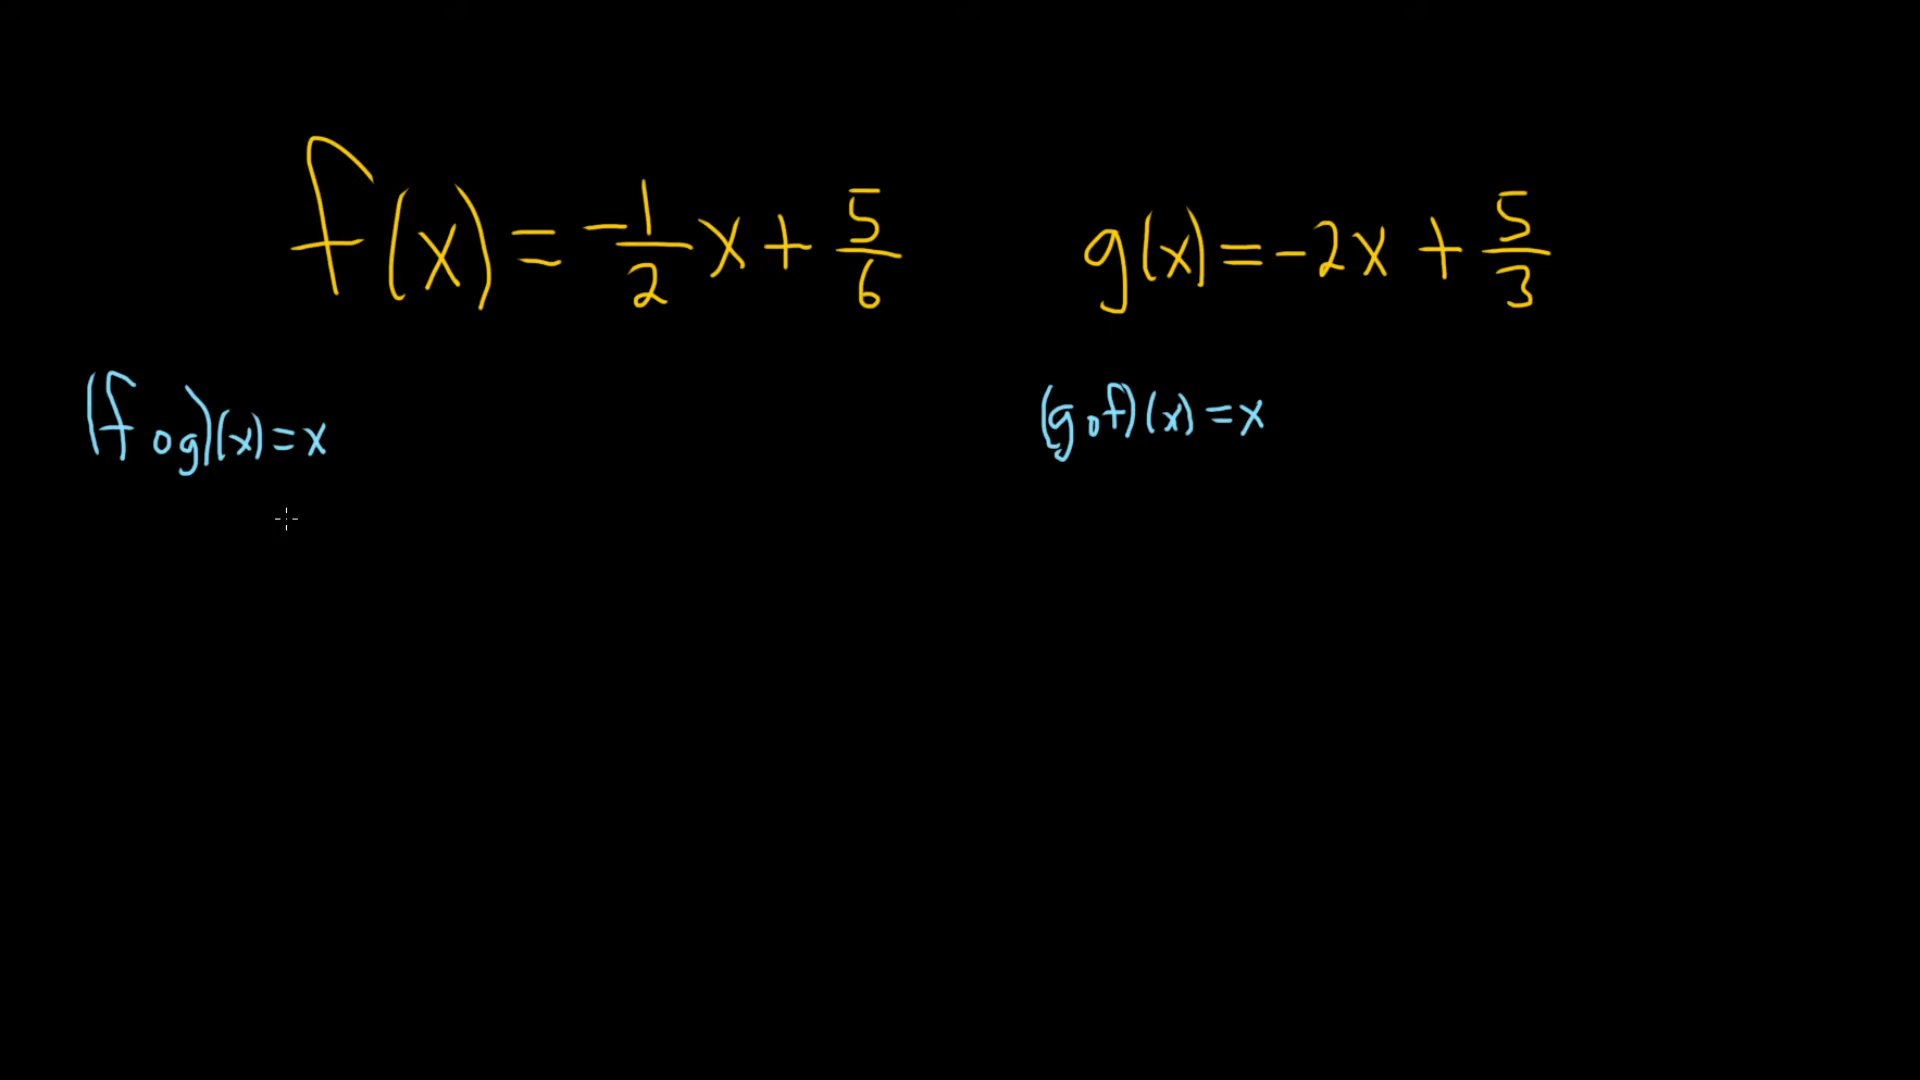 f(x) = -1/2 x + 5/6
g(x) = -2x + 5/3
(f∘g)(x) = x
(g∘f)(x) = x